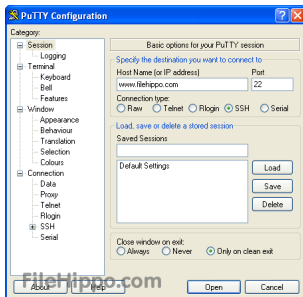 PuTTY Configuration
Category:
Session
Logging
Terminal
Keyboard
Bell
Features
Window
Appearance
Behaviour
Translation
Selection
Colours
Connection
Data
Proxy
Telnet
Rlogin
SSH
Serial
Basic options for your PuTTY session
Specify the destination you want to connect to
Host Name (or IP address) Port
www.filehippo.com 22
Connection type:
Raw Telnet Rlogin SSH Serial
Load, save or delete a stored session
Saved Sessions
Default Settings
Load
Save
Delete
Close window on exit:
Always Never Only on clean exit
About Help Open Cancel
FileHippo.com